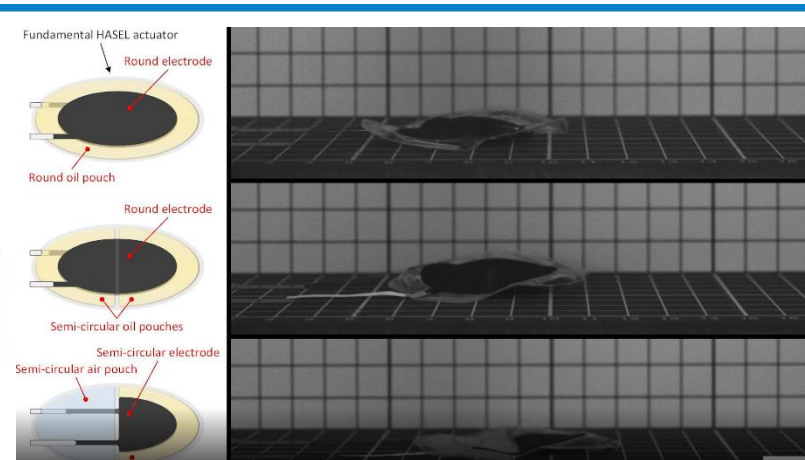 Fundamental HASEL actuator
Round electrode
Round oil pouch
Round electrode
Semi-circular oil pouches
Semi-circular electrode
Semi-circular air pouch